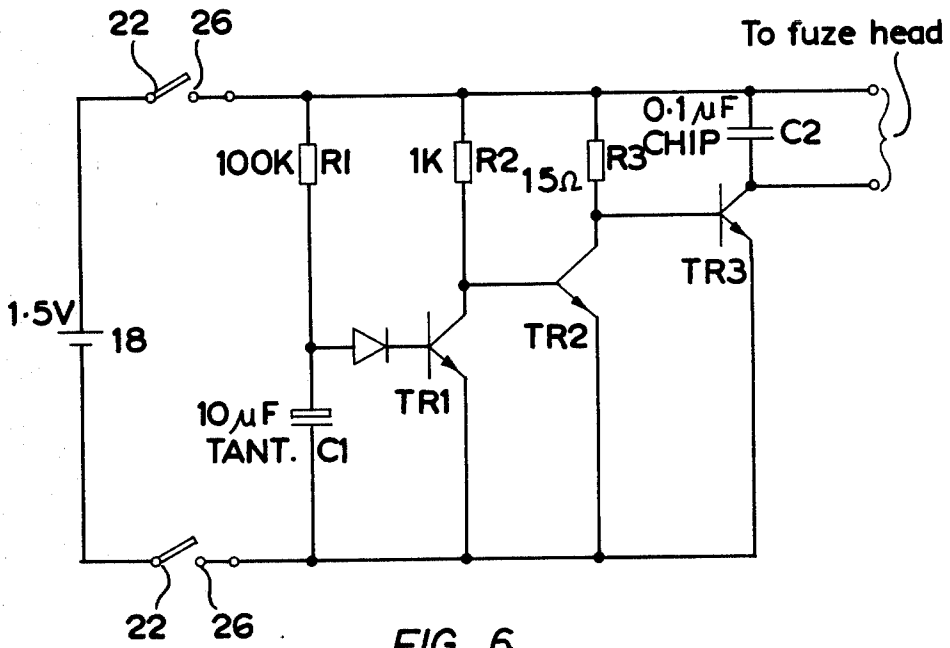 22 26
To fuze head
0.1µF
CHIP C2
100K R1
1K R2
R3
15Ω
TR3
1.5V
18
TR2
TR1
10µF
TANT. C1
22 26
FIG. 6